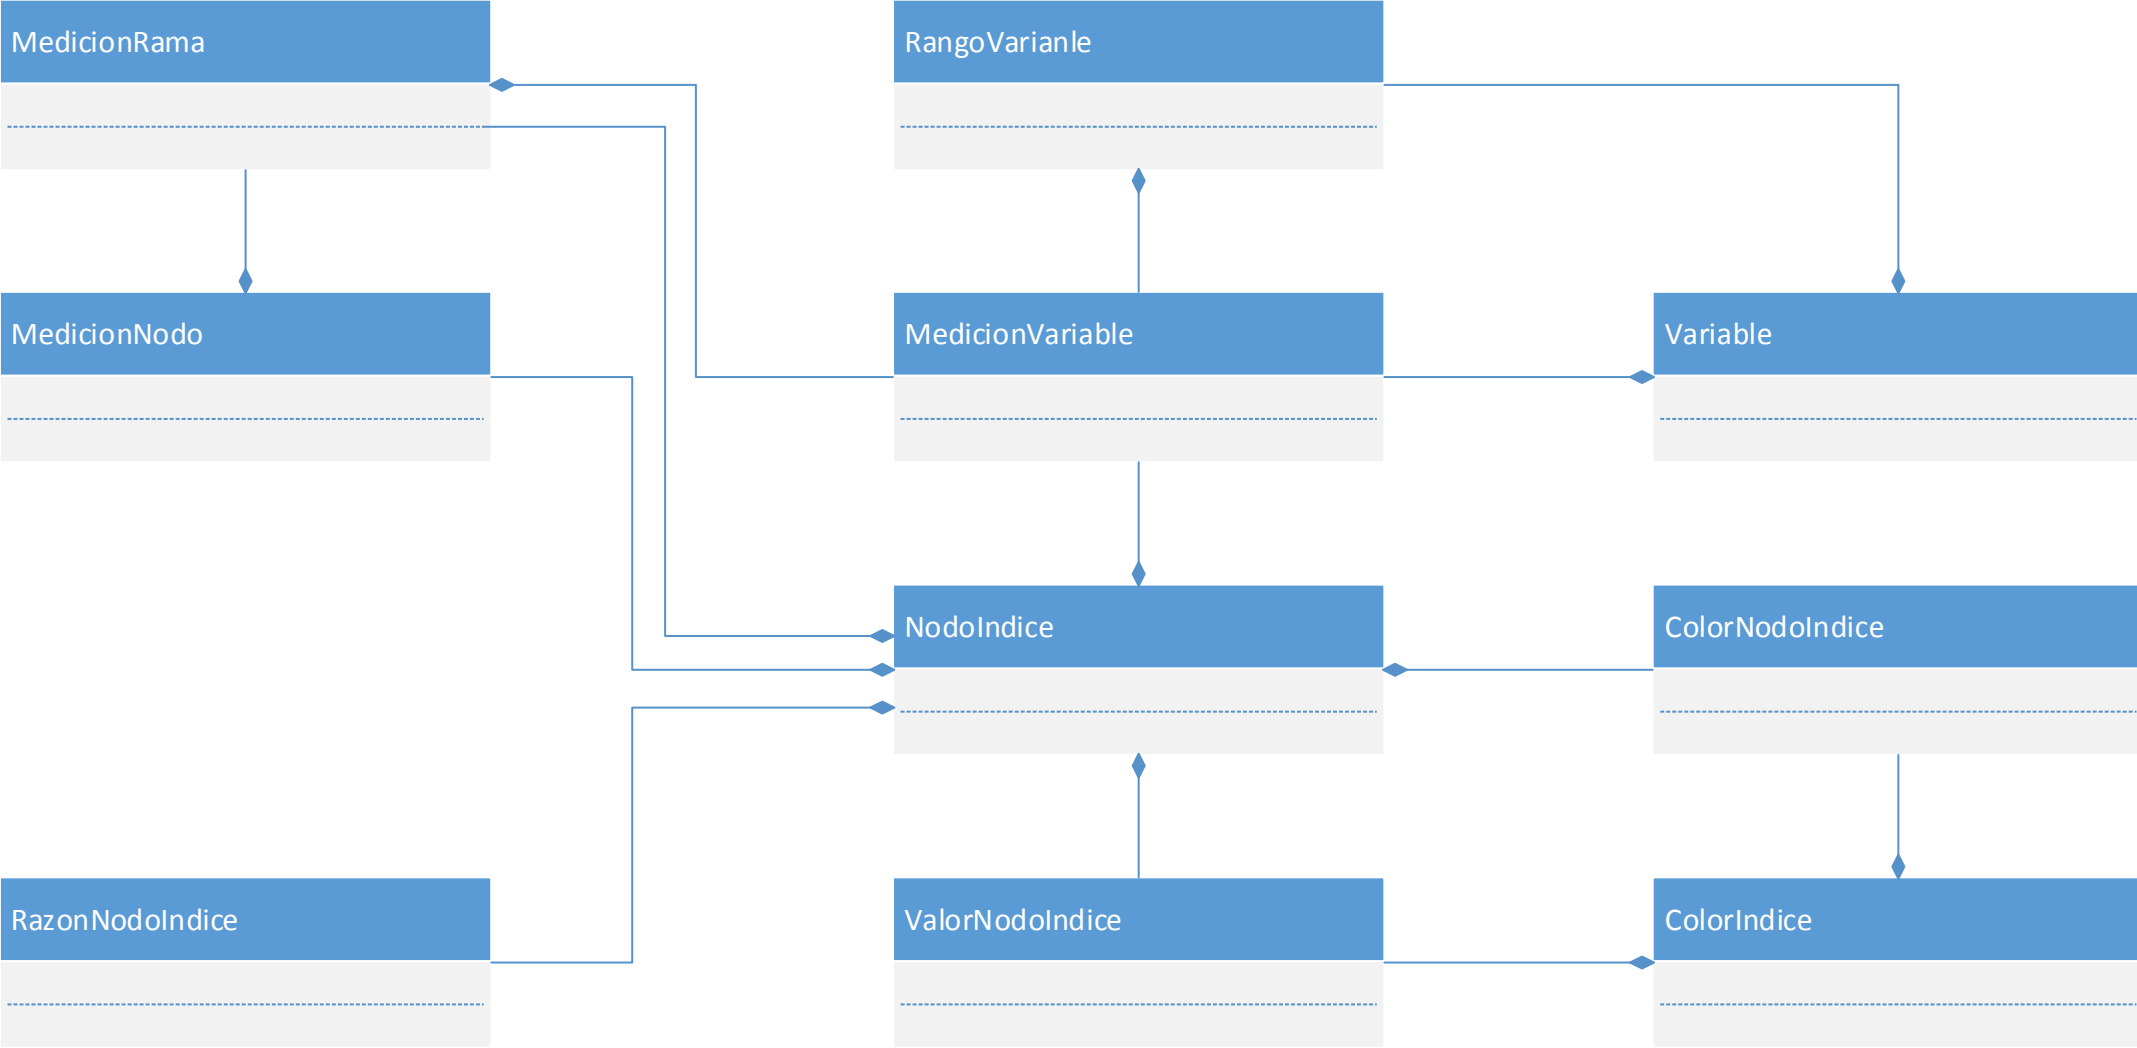 MedicionRama
RangoVarianle
MedicionNodo
MedicionVariable
Variable
NodoIndice
ColorNodoIndice
RazonNodoIndice
ValorNodoIndice
ColorIndice